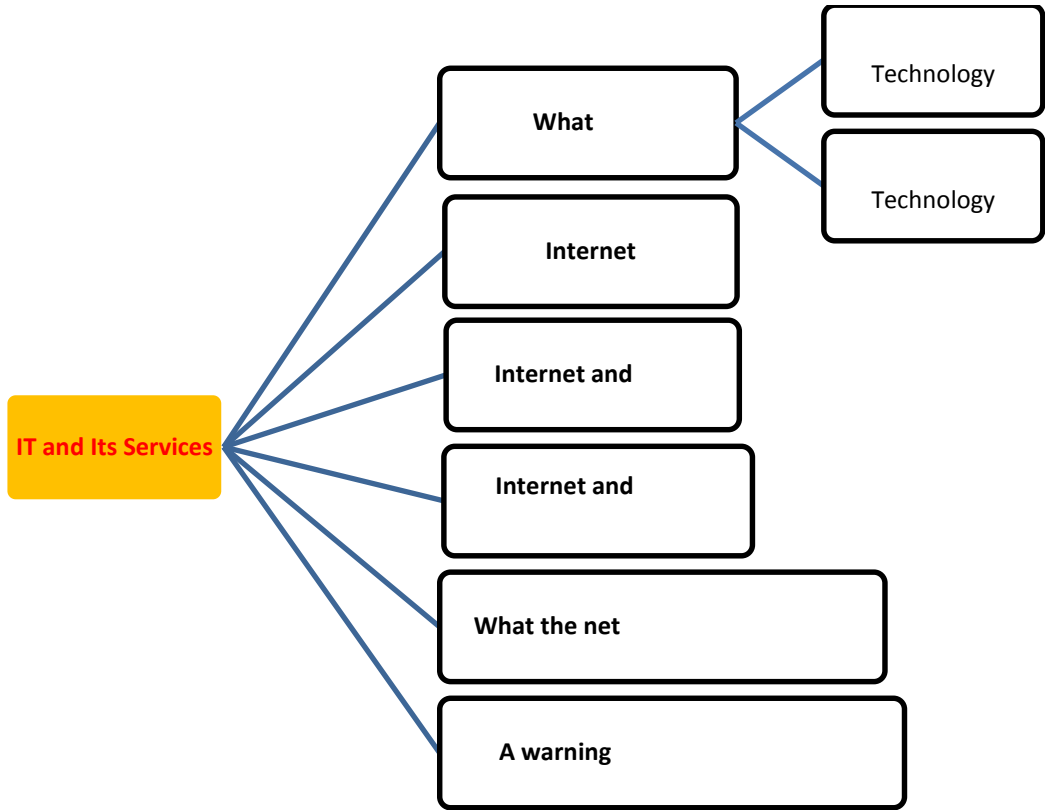 IT and Its Services
What
Technology
Technology
Internet
Internet and
Internet and
What the net
A warning